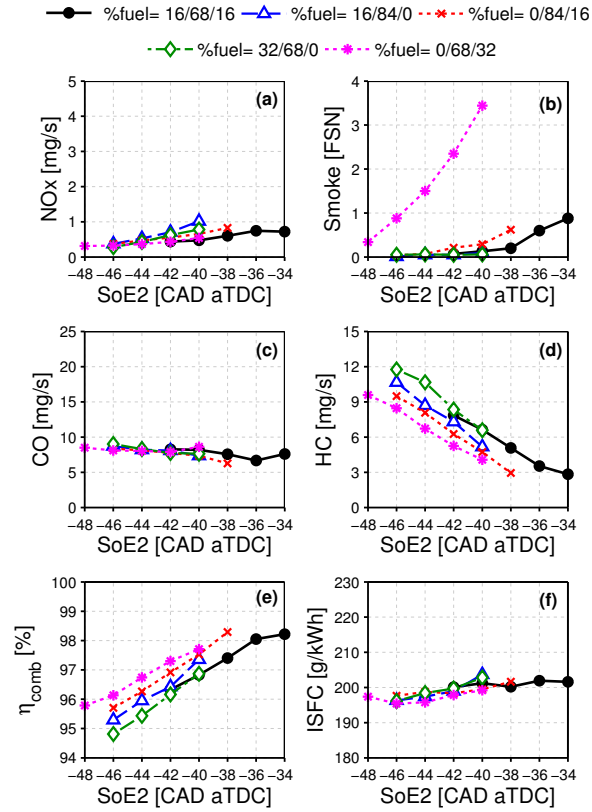 %fuel= 16/68/16 %fuel= 16/84/0 %fuel= 0/84/16
%fuel= 32/68/0 %fuel= 0/68/32
(a)
NOx [mg/s]
5
4
3
2
1
0
−48 −46 −44 −42 −40 −38 −36 −34
SoE2 [CAD aTDC]
(b)
Smoke [FSN]
4
3
2
1
0
−48 −46 −44 −42 −40 −38 −36 −34
SoE2 [CAD aTDC]
(c)
CO [mg/s]
25
20
15
10
5
0
−48 −46 −44 −42 −40 −38 −36 −34
SoE2 [CAD aTDC]
(d)
HC [mg/s]
15
12
9
6
3
0
−48 −46 −44 −42 −40 −38 −36 −34
SoE2 [CAD aTDC]
(e)
ηcomb [%]
100
99
98
97
96
95
94
−48 −46 −44 −42 −40 −38 −36 −34
SoE2 [CAD aTDC]
(f)
ISFC [g/kWh]
230
220
210
200
190
180
−48 −46 −44 −42 −40 −38 −36 −34
SoE2 [CAD aTDC]